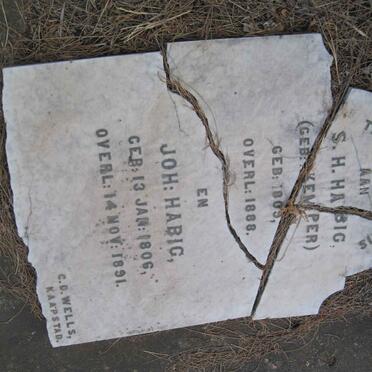 AAN
S. H. HABIG,
(GEB: KEMPER)
GEB: 1809.
OVERL: 1888.
EN
JOH: HABIG,
GEB: 13 JAN: 1806,
OVERL: 14 NOV: 1891.
C.D. WELLS,
KAAPSTAD.